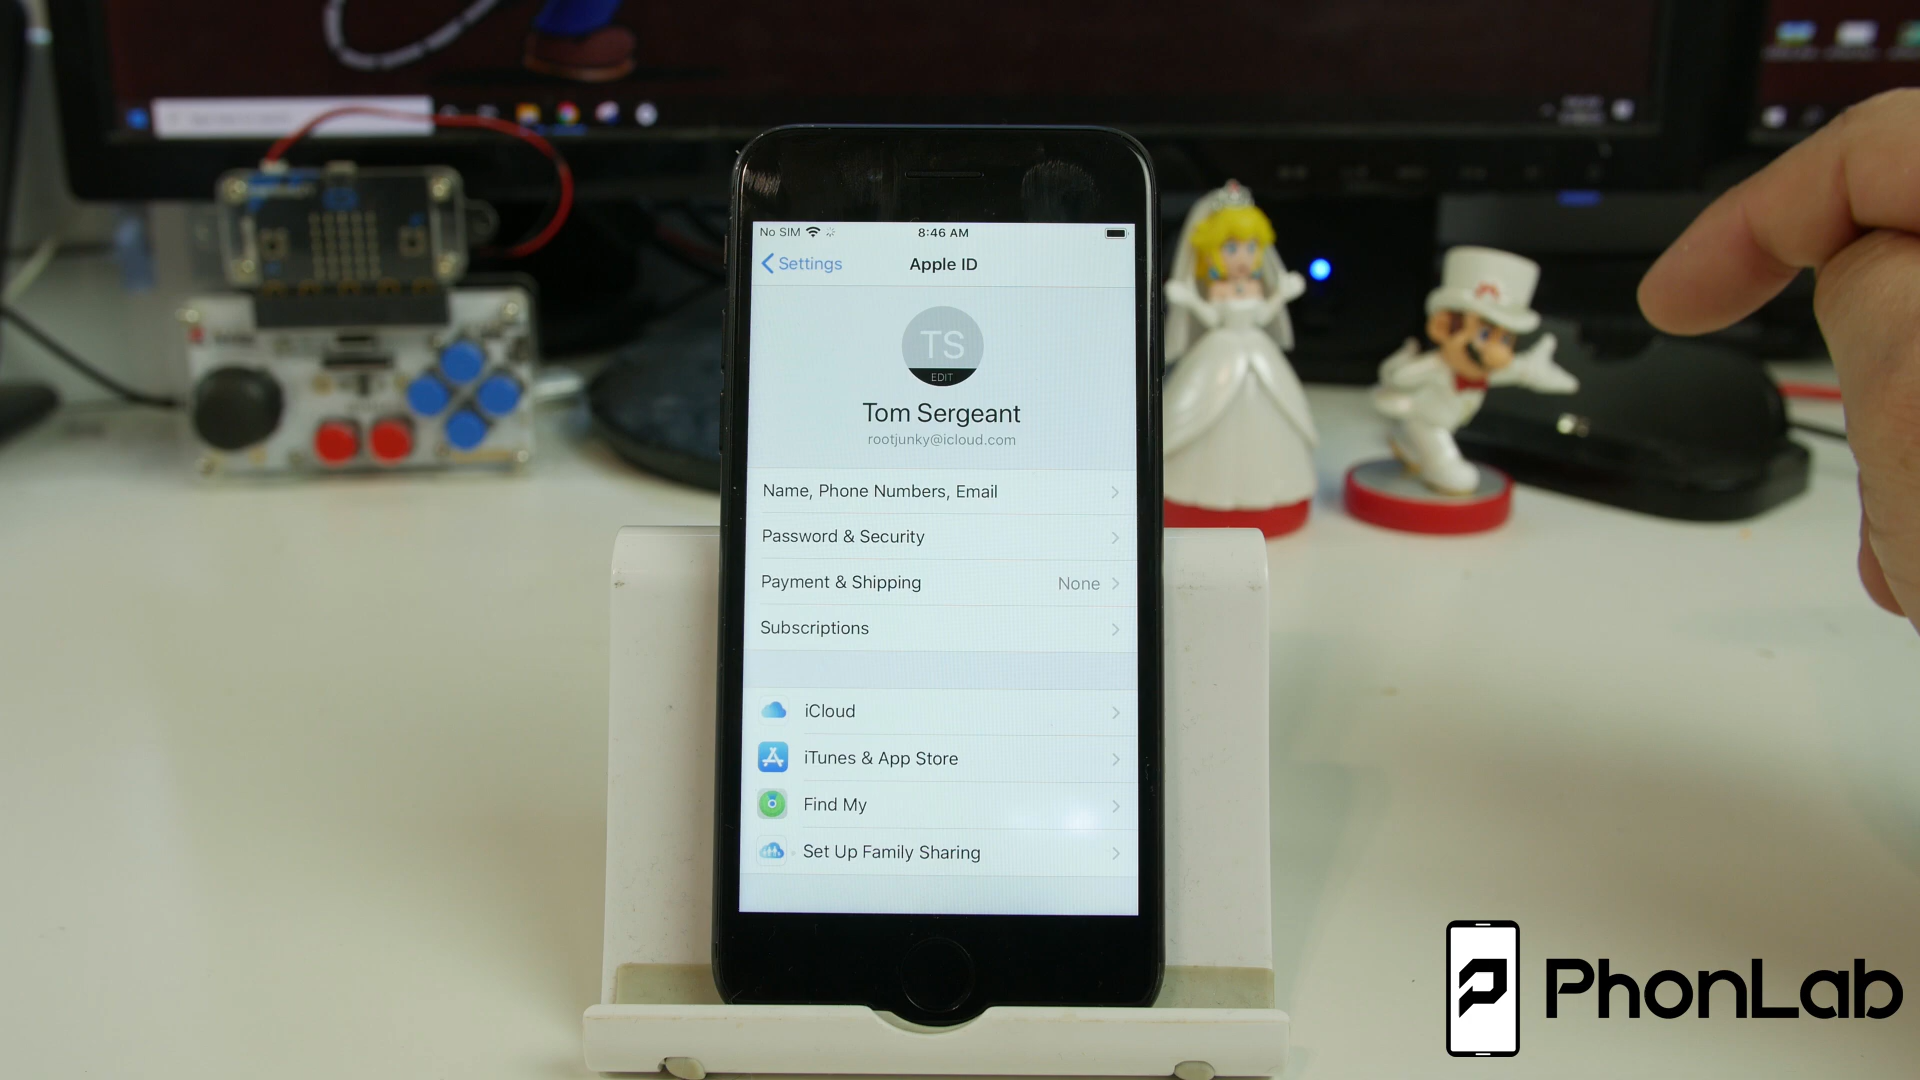 No SIM
8:46 AM
Settings
Apple ID
TS
EDIT
Tom Sergeant
rootjunky@icloud.com
Name, Phone Numbers, Email
Password & Security
Payment & Shipping None
Subscriptions
iCloud
iTunes & App Store
Find My
Set Up Family Sharing
PhonLab